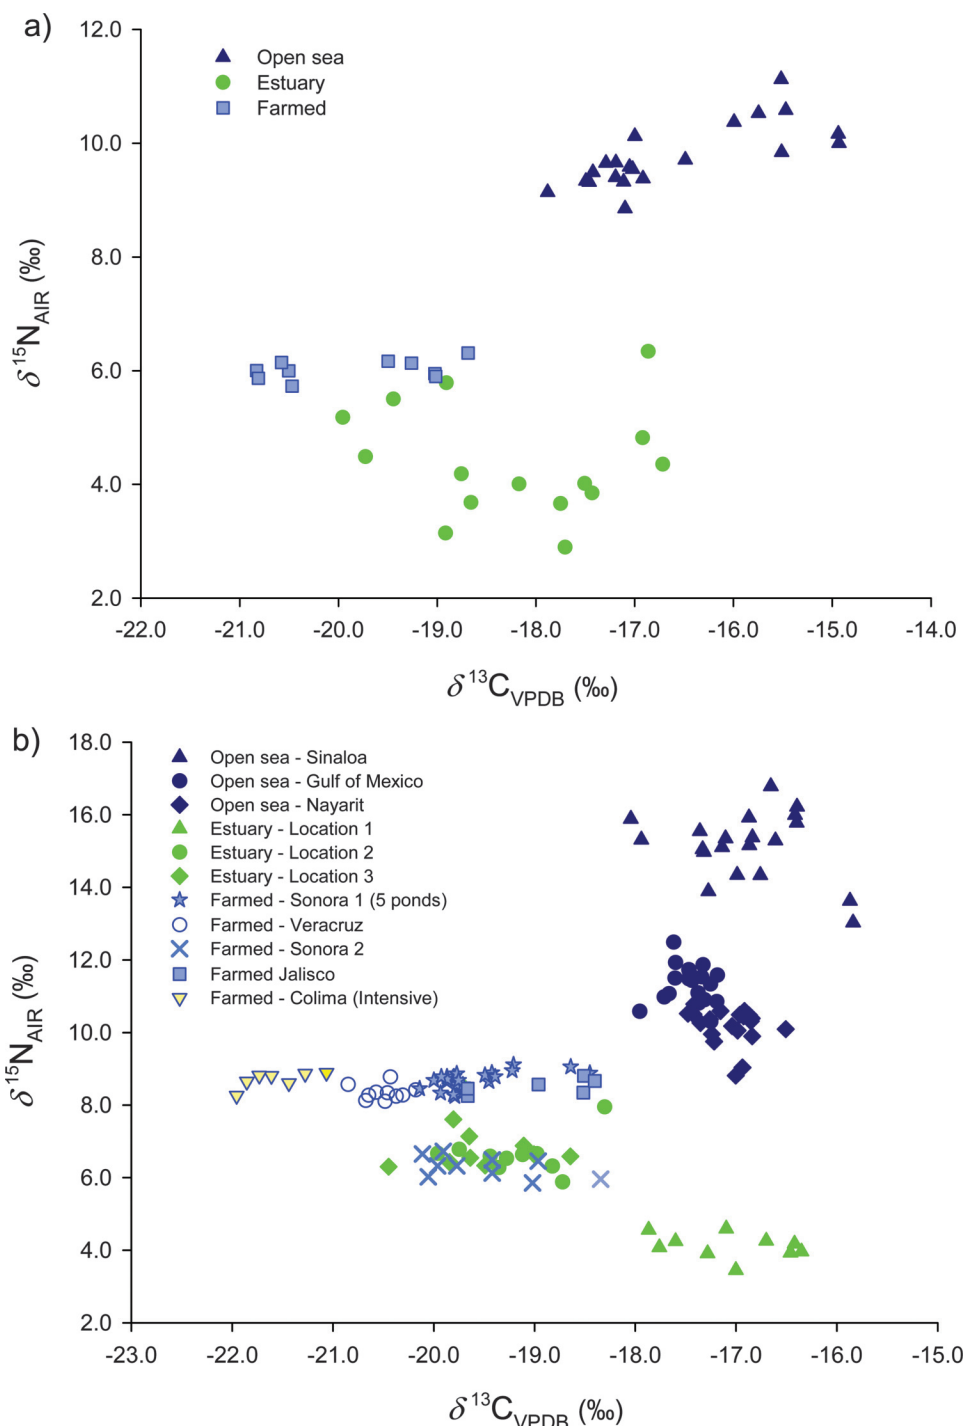 a)
12.0
10.0
8.0
6.0
4.0
2.0
Open sea
Estuary
Farmed
δ15NAIR (‰)
-22.0 -21.0 -20.0 -19.0 -18.0 -17.0 -16.0 -15.0 -14.0
δ13CVPDB (‰)
b)
18.0
16.0
14.0
12.0
10.0
8.0
6.0
4.0
2.0
Open sea - Sinaloa
Open sea - Gulf of Mexico
Open sea - Nayarit
Estuary - Location 1
Estuary - Location 2
Estuary - Location 3
Farmed - Sonora 1 (5 ponds)
Farmed - Veracruz
Farmed - Sonora 2
Farmed Jalisco
Farmed - Colima (Intensive)
δ15NAIR (‰)
-23.0 -22.0 -21.0 -20.0 -19.0 -18.0 -17.0 -16.0 -15.0
δ13CVPDB (‰)